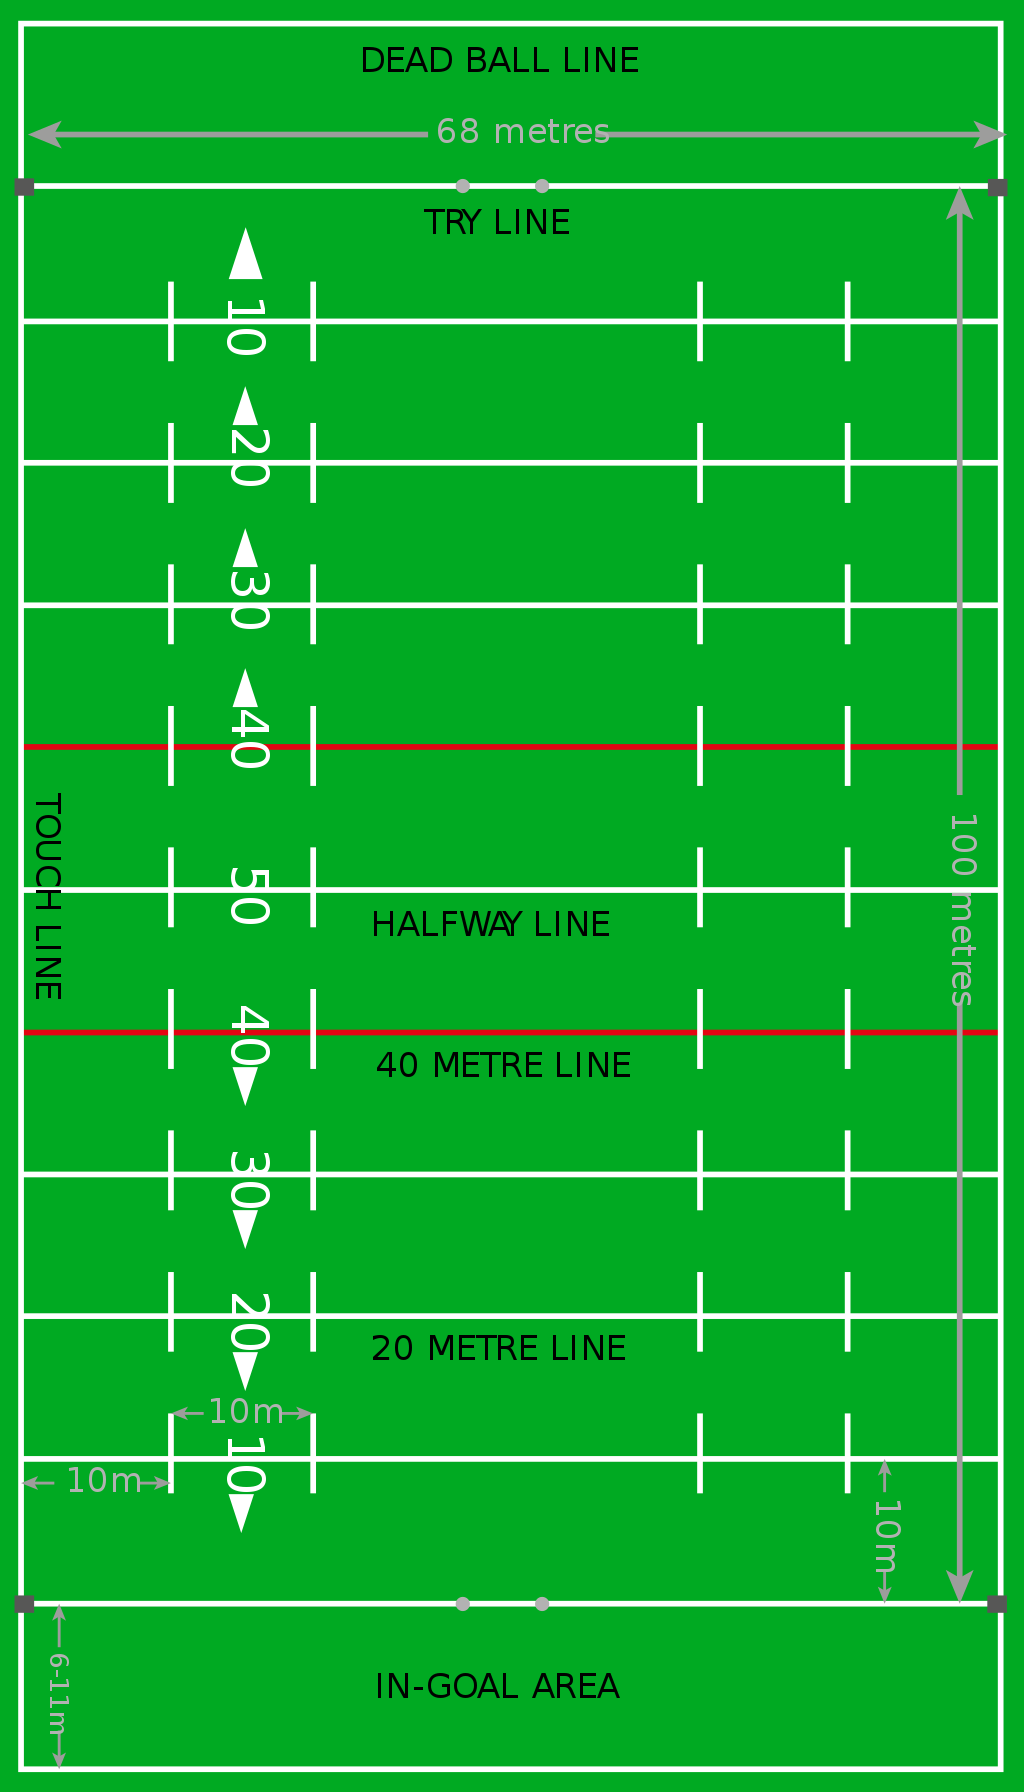 DEAD BALL LINE
68 metres
TRY LINE
10
20
30
40
TOUCH LINE
50
100 metres
HALFWAY LINE
40
40 METRE LINE
30
20
20 METRE LINE
10m
10
10m
10m
6-11m
IN-GOAL AREA